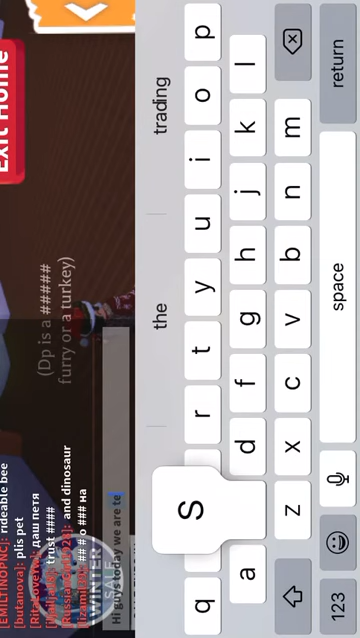 Exit Home
[EMILTINOPNC]: rideable bee
[butanova]: plis pet
даш петя
trust ####
and dinosaur
## # о ### на
WINTER
SALE
(Dp is a #####
furry or a turkey)
Hi guys today we are te
the
trading
q
r
t
y
u
i
o
p
a
S
d
f
g
h
j
k
l
z
x
c
v
b
n
m
123
space
return